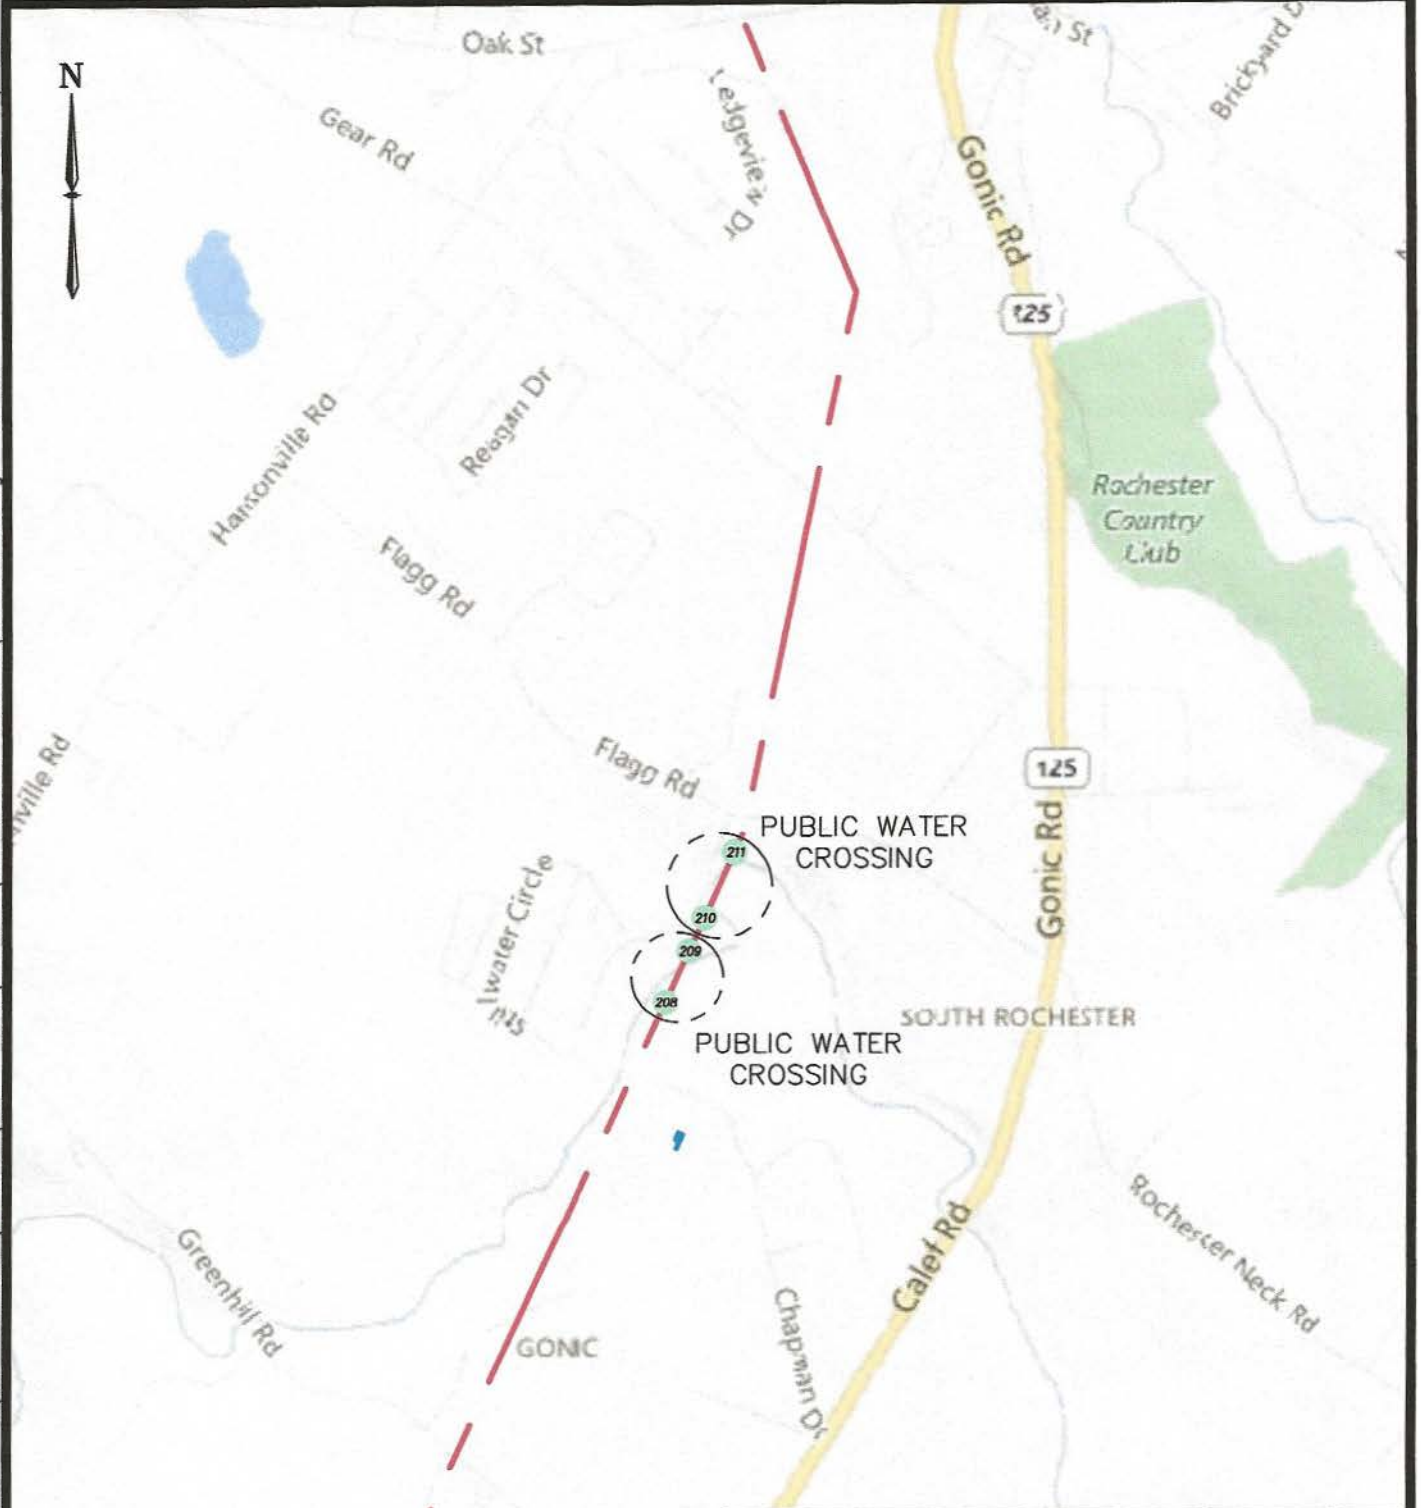 Oak St
N
Gear Rd
Ledgeview Dr
Brickyard D
Gonic Rd
125
Reagan Dr
Hansonville Rd
Rochester
Country
Club
Flagg Rd
nville Rd
Flagg Rd
125
PUBLIC WATER
CROSSING
211
Gonic Rd
210
209
208
SOUTH ROCHESTER
PUBLIC WATER
CROSSING
Rochester Neck Rd
Calef Rd
Greenhill Rd
Chapman Dr
GONIC